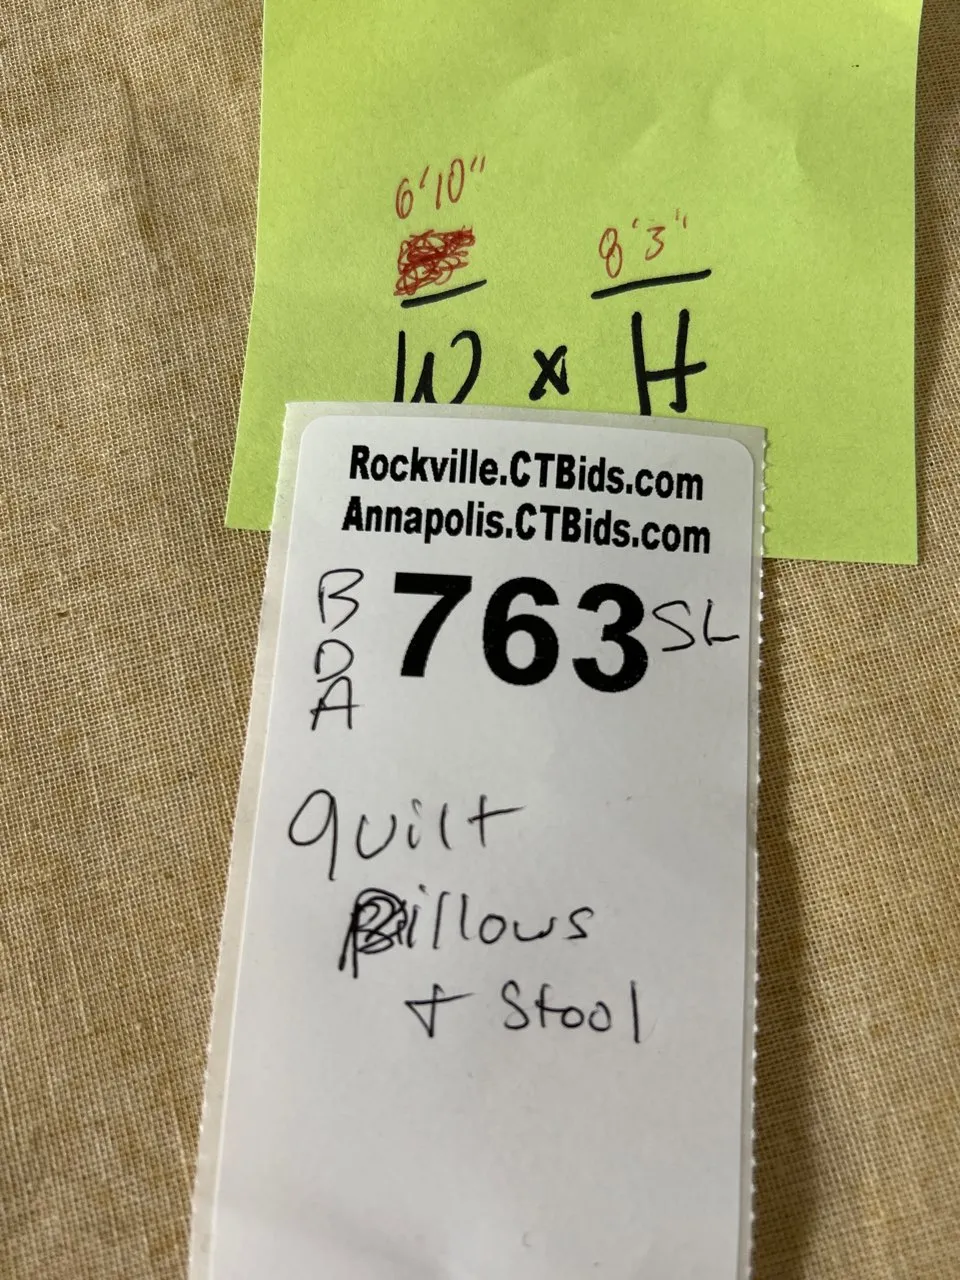 6'10" 8'3"
W x H
Rockville.CTBids.com
Annapolis.CTBids.com
B
D
A
763 SL
quilt
Pillows
+ Stool